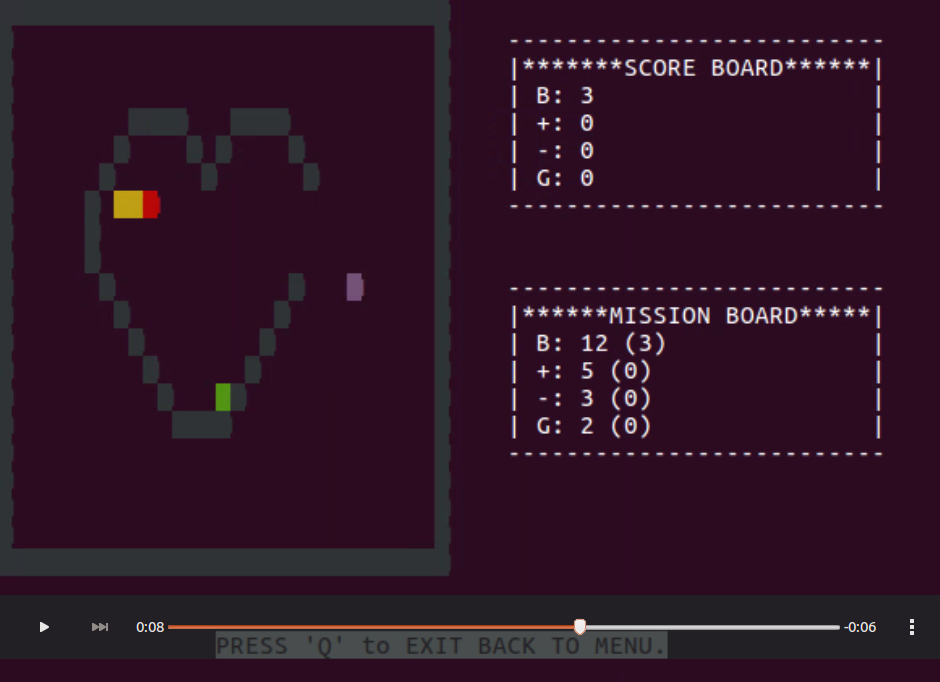 ---------------------------
|*******SCORE BOARD******|
| B: 3 |
| +: 0 |
| -: 0 |
| G: 0 |
---------------------------
---------------------------
|******MISSION BOARD*****|
| B: 12 (3) |
| +: 5 (0) |
| -: 3 (0) |
| G: 2 (0) |
---------------------------
0:08 -0:06
PRESS 'Q' to EXIT BACK TO MENU.